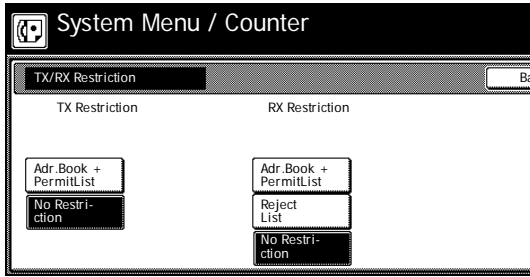 System Menu / Counter
TX/RX Restriction
TX Restriction RX Restriction
Adr.Book +
PermitList
No Restri-
ction
Adr.Book +
PermitList
Reject
List
No Restri-
ction